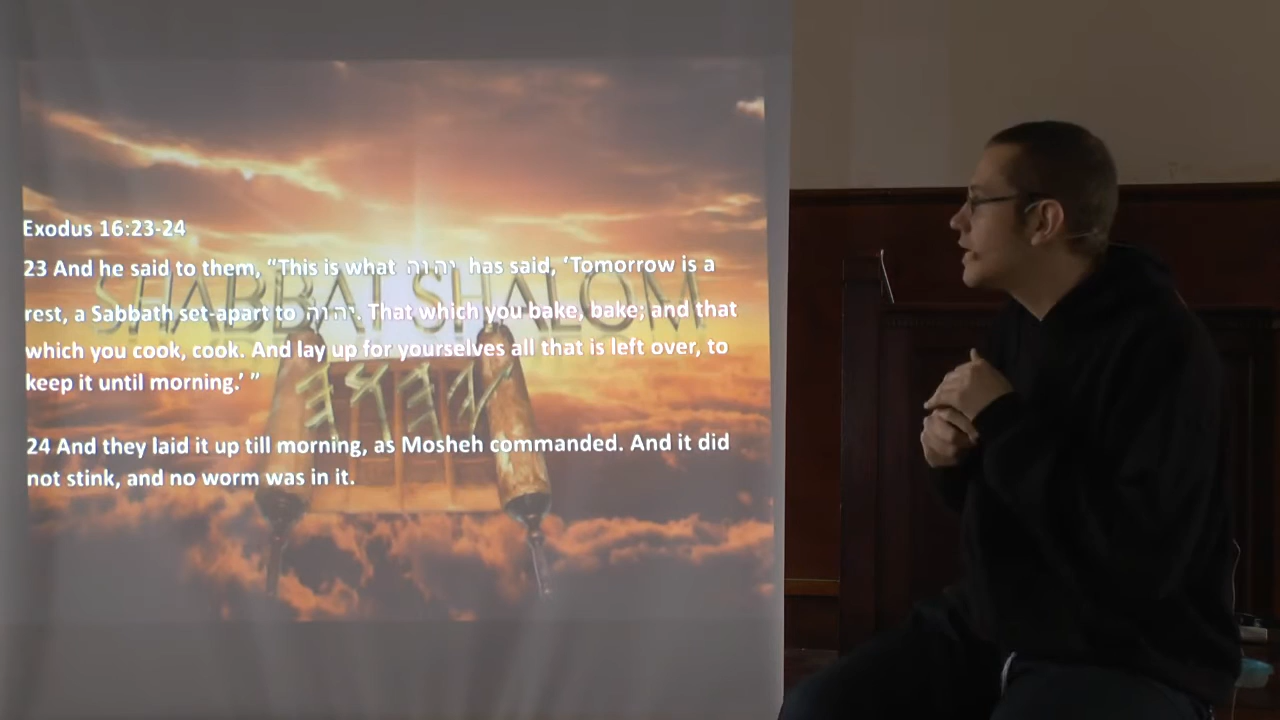 Exodus 16:23-24
23 And he said to them, “This is what יהוה has said, ‘Tomorrow is a
rest, a Sabbath set-apart to יהוה. That which you bake, bake; and that
which you cook, cook. And lay up for yourselves all that is left over, to
keep it until morning.’ ”
24 And they laid it up till morning, as Mosheh commanded. And it did
not stink, and no worm was in it.
SHABBAT SHALOM
𐤉𐤄𐤅𐤄